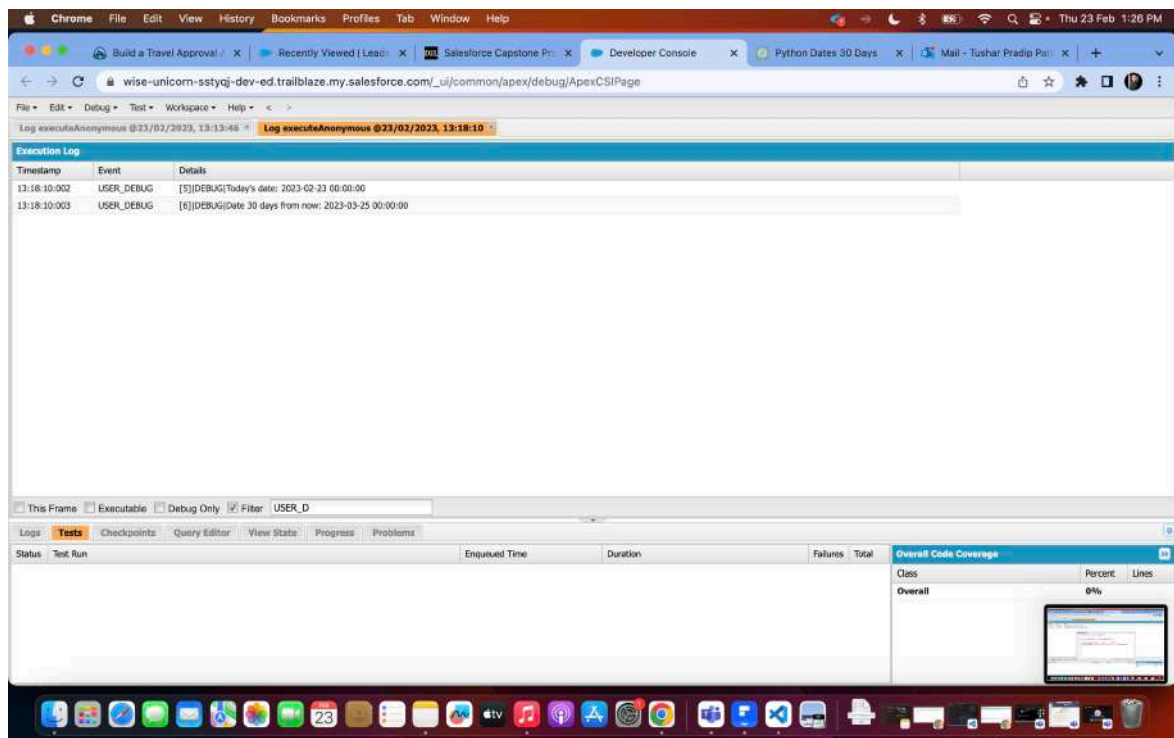 Chrome File Edit View History Bookmarks Profiles Tab Window Help Thu 23 Feb 1:26 PM
Build a Travel Approval Recently Viewed | Leads Salesforce Capstone Pr Developer Console Python Dates 30 Days Mail - Tushar Pradip Pat
wise-unicorn-sstyqj-dev-ed.trailblaze.my.salesforce.com/_ui/common/apex/debug/ApexCSIPage
File Edit Debug Test Workspace Help < >
Log executeAnonymous @23/02/2023, 13:13:46 Log executeAnonymous @23/02/2023, 13:18:10
Execution Log
Timestamp Event Details
13:18:10:002 USER_DEBUG [5]|DEBUG|Today's date: 2023-02-23 00:00:00
13:18:10:003 USER_DEBUG [6]|DEBUG|Date 30 days from now: 2023-03-25 00:00:00
This Frame Executable Debug Only Filter USER_D
Logs Tests Checkpoints Query Editor View State Progress Problems
Status Test Run Enqueued Time Duration Failures Total Overall Code Coverage
Class Percent Lines
Overall 0%
23
tv